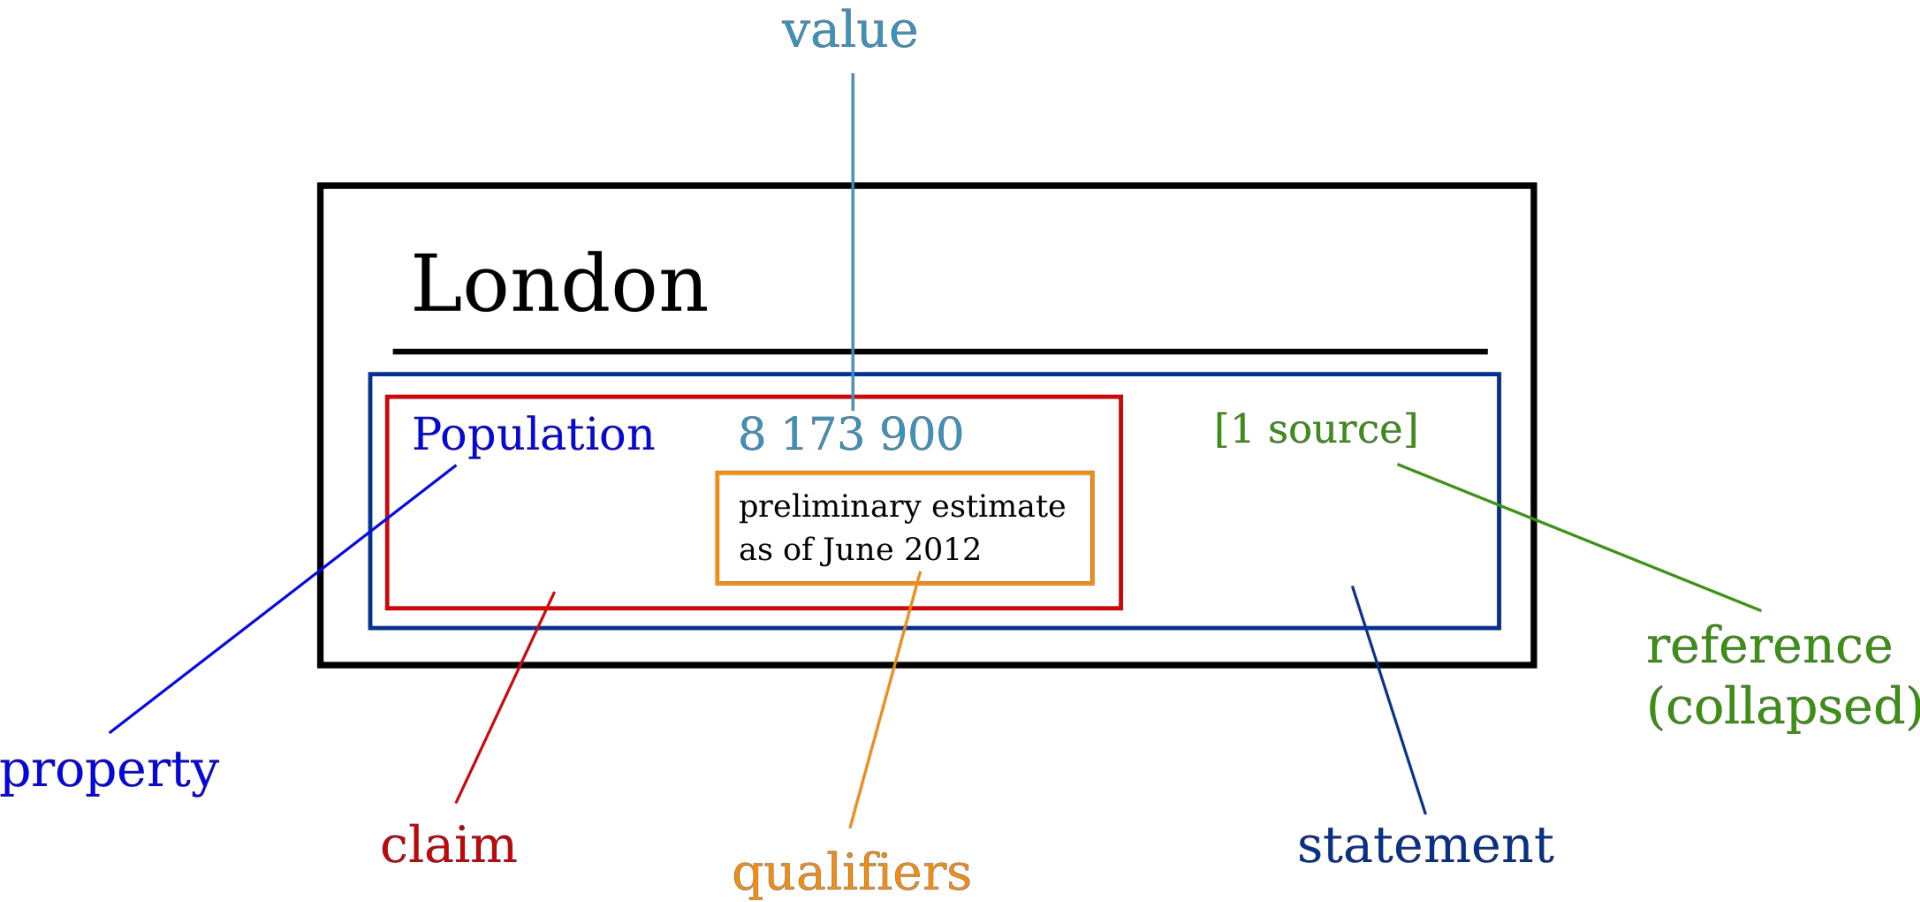 value
London
Population 8 173 900 [1 source]
preliminary estimate
as of June 2012
reference
(collapsed)
property
claim
qualifiers
statement